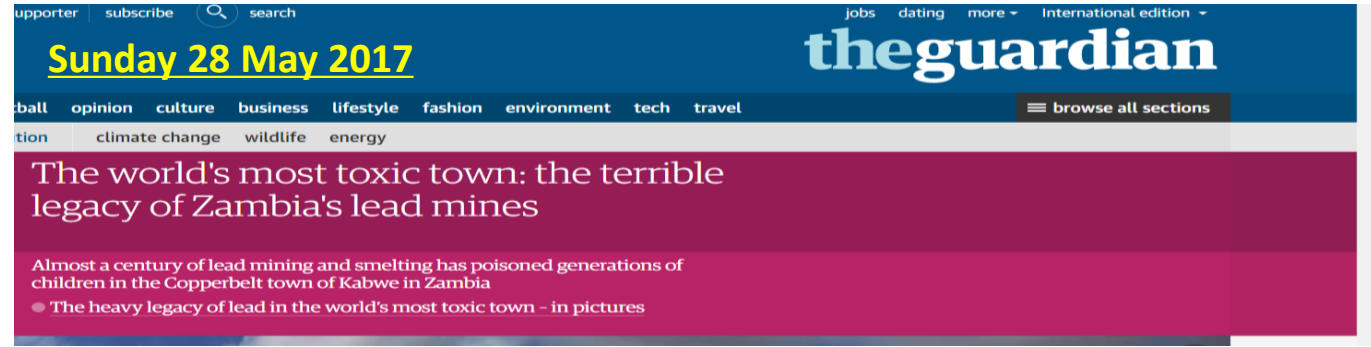 upporter subscribe search jobs dating more International edition
Sunday 28 May 2017
theguardian
tball opinion culture business lifestyle fashion environment tech travel browse all sections
ution climate change wildlife energy
The world's most toxic town: the terrible
legacy of Zambia's lead mines
Almost a century of lead mining and smelting has poisoned generations of
children in the Copperbelt town of Kabwe in Zambia
The heavy legacy of lead in the world's most toxic town – in pictures